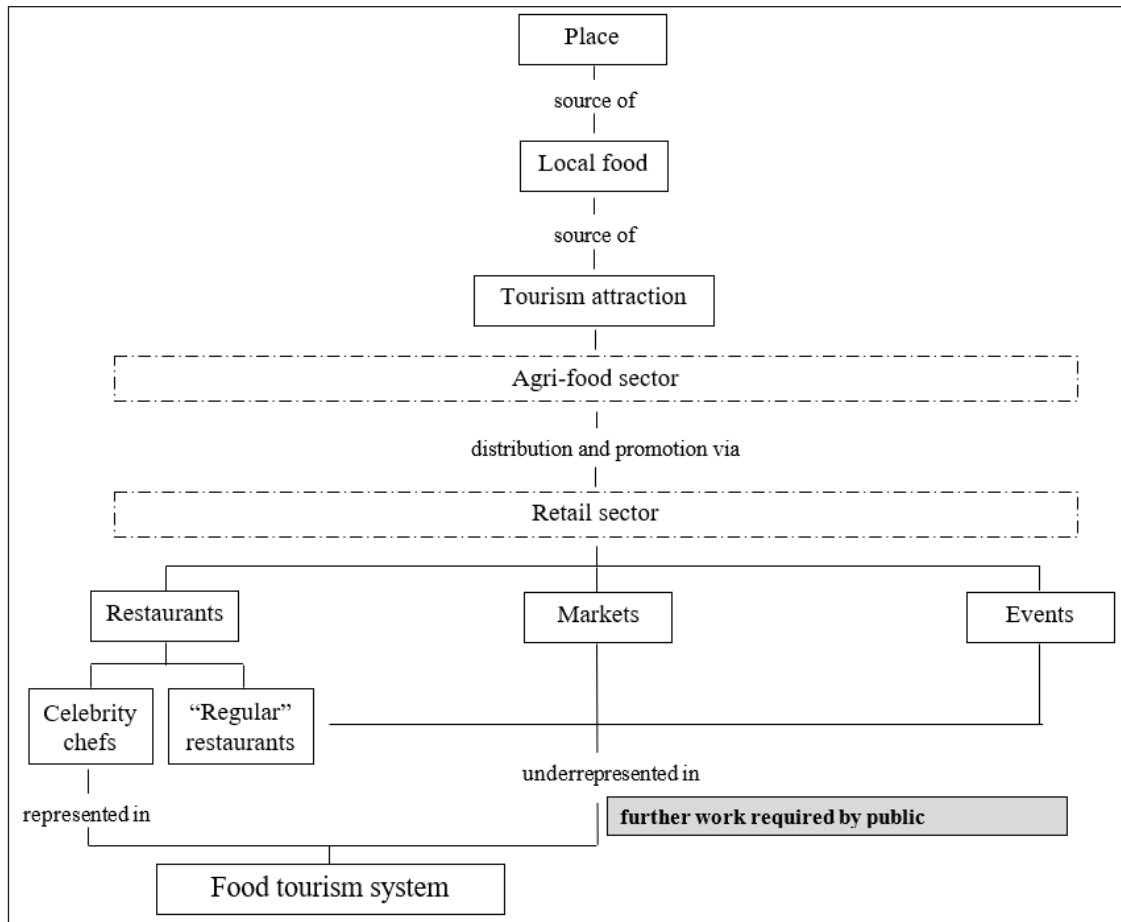 Place
source of
Local food
source of
Tourism attraction
Agri-food sector
distribution and promotion via
Retail sector
Restaurants
Markets
Events
Celebrity
chefs
“Regular”
restaurants
underrepresented in
represented in
further work required by public
Food tourism system